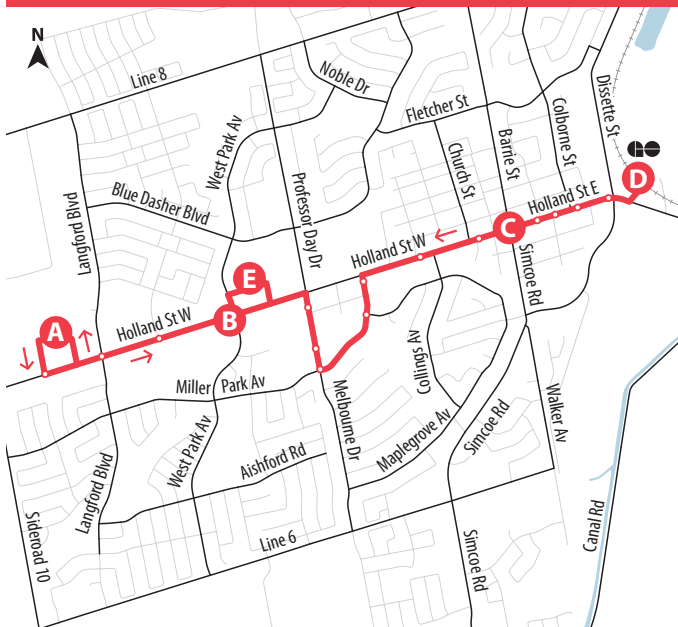 N
Line 8
Noble Dr
Dissette St
Fletcher St
Colborne St
West Park Av
Barrie St
Church St
GO
D
Langford Blvd
Blue Dasher Blvd
Professor Day Dr
Holland St E
C
Holland St W
Simcoe Rd
E
A
Holland St W
B
Collings Av
Miller Park Av
Melbourne Dr
Walker Av
Maplegrove Av
Simcoe Rd
West Park Av
Aishford Rd
Langford Blvd
Sideroad 10
Line 6
Simcoe Rd
Canal Rd